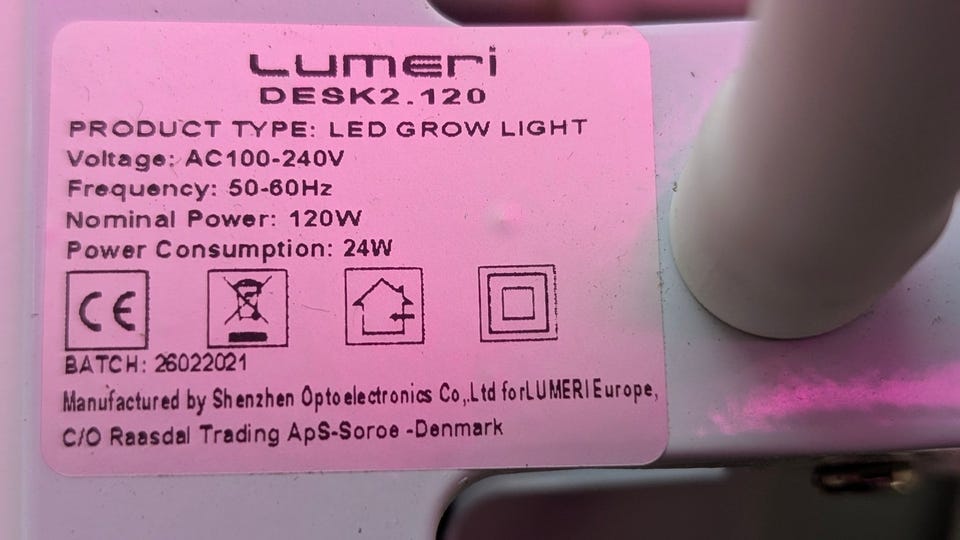 Lumeri
DESK2.120
PRODUCT TYPE: LED GROW LIGHT
Voltage: AC100-240V
Frequency: 50-60Hz
Nominal Power: 120W
Power Consumption: 24W
CE
BATCH: 26022021
Manufactured by Shenzhen Optoelectronics Co,.Ltd forLUMERI Europe,
C/O Raasdal Trading ApS-Soroe -Denmark